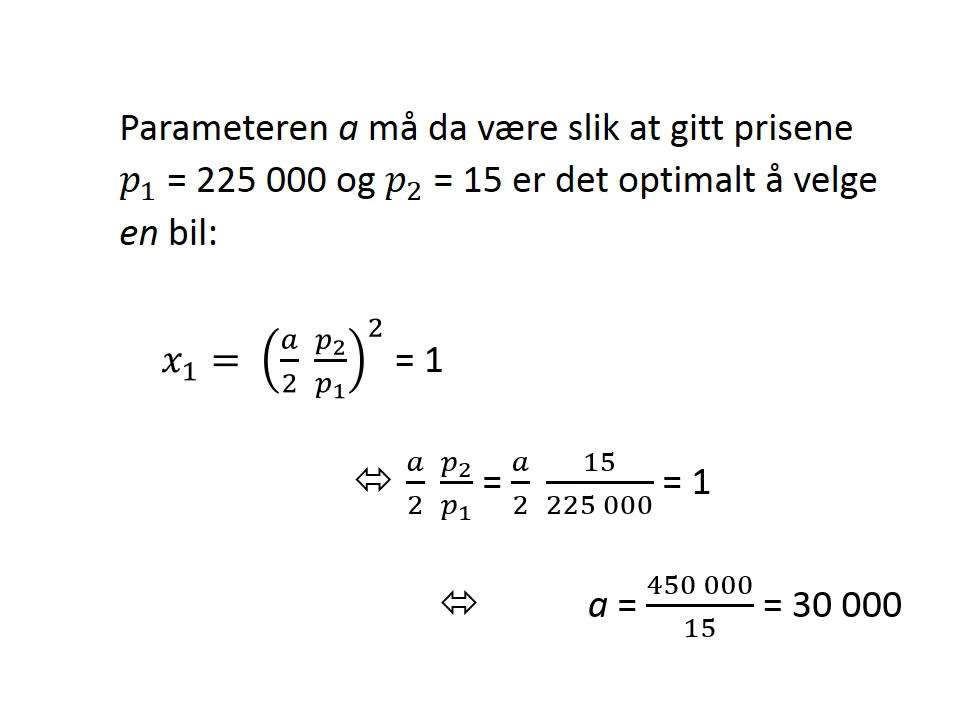 Parameteren a må da være slik at gitt prisene
p₁ = 225 000 og p₂ = 15 er det optimalt å velge
en bil:
x₁ = (a/2 p₂/p₁)² = 1
⬄ a/2 p₂/p₁ = a/2 15/225 000 = 1
⬄ a = 450 000/15 = 30 000